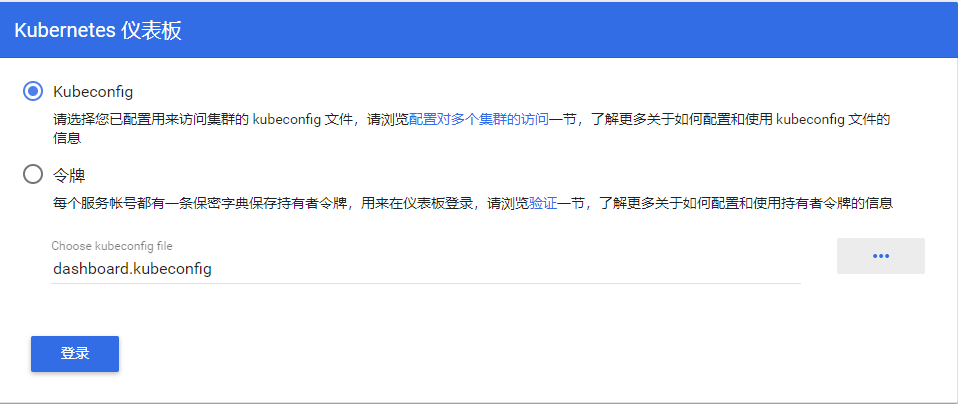 Kubernetes 仪表板
Kubeconfig
请选择您已配置用来访问集群的 kubeconfig 文件，请浏览配置对多个集群的访问一节，了解更多关于如何配置和使用 kubeconfig 文件的
信息
令牌
每个服务帐号都有一条保密字典保存持有者令牌，用来在仪表板登录，请浏览验证一节，了解更多关于如何配置和使用持有者令牌的信息
Choose kubeconfig file
dashboard.kubeconfig
登录